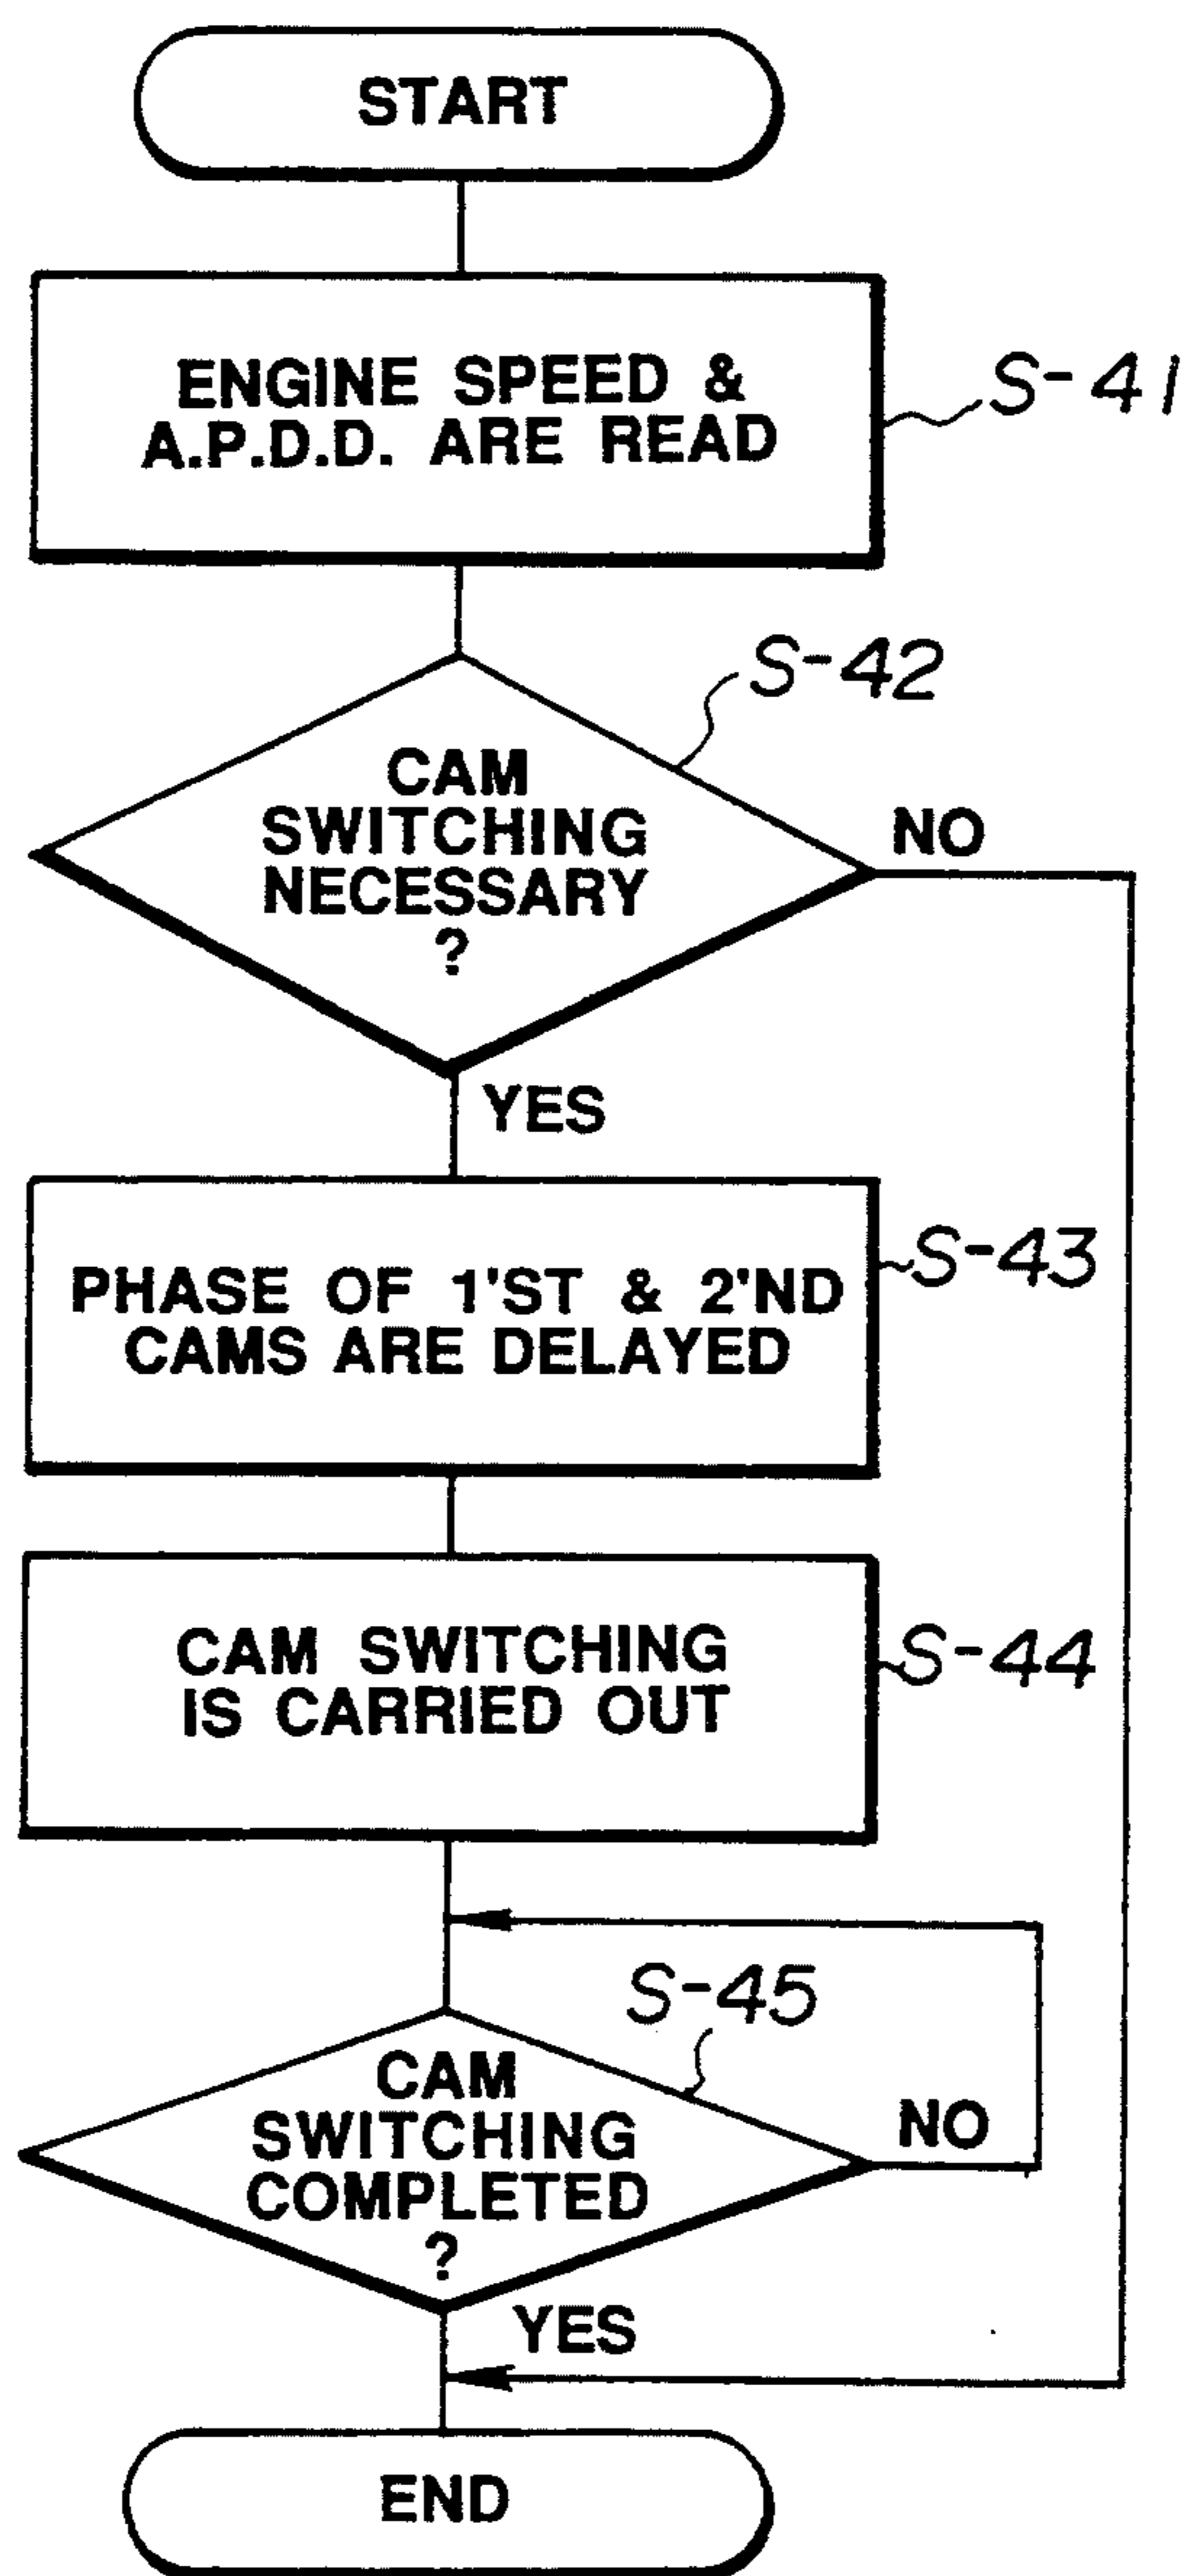 START
ENGINE SPEED &
A.P.D.D. ARE READ
S-41
S-42
CAM
SWITCHING
NECESSARY
?
NO
YES
PHASE OF 1'ST & 2'ND
CAMS ARE DELAYED
S-43
CAM SWITCHING
IS CARRIED OUT
S-44
S-45
CAM
SWITCHING
COMPLETED
?
NO
YES
END